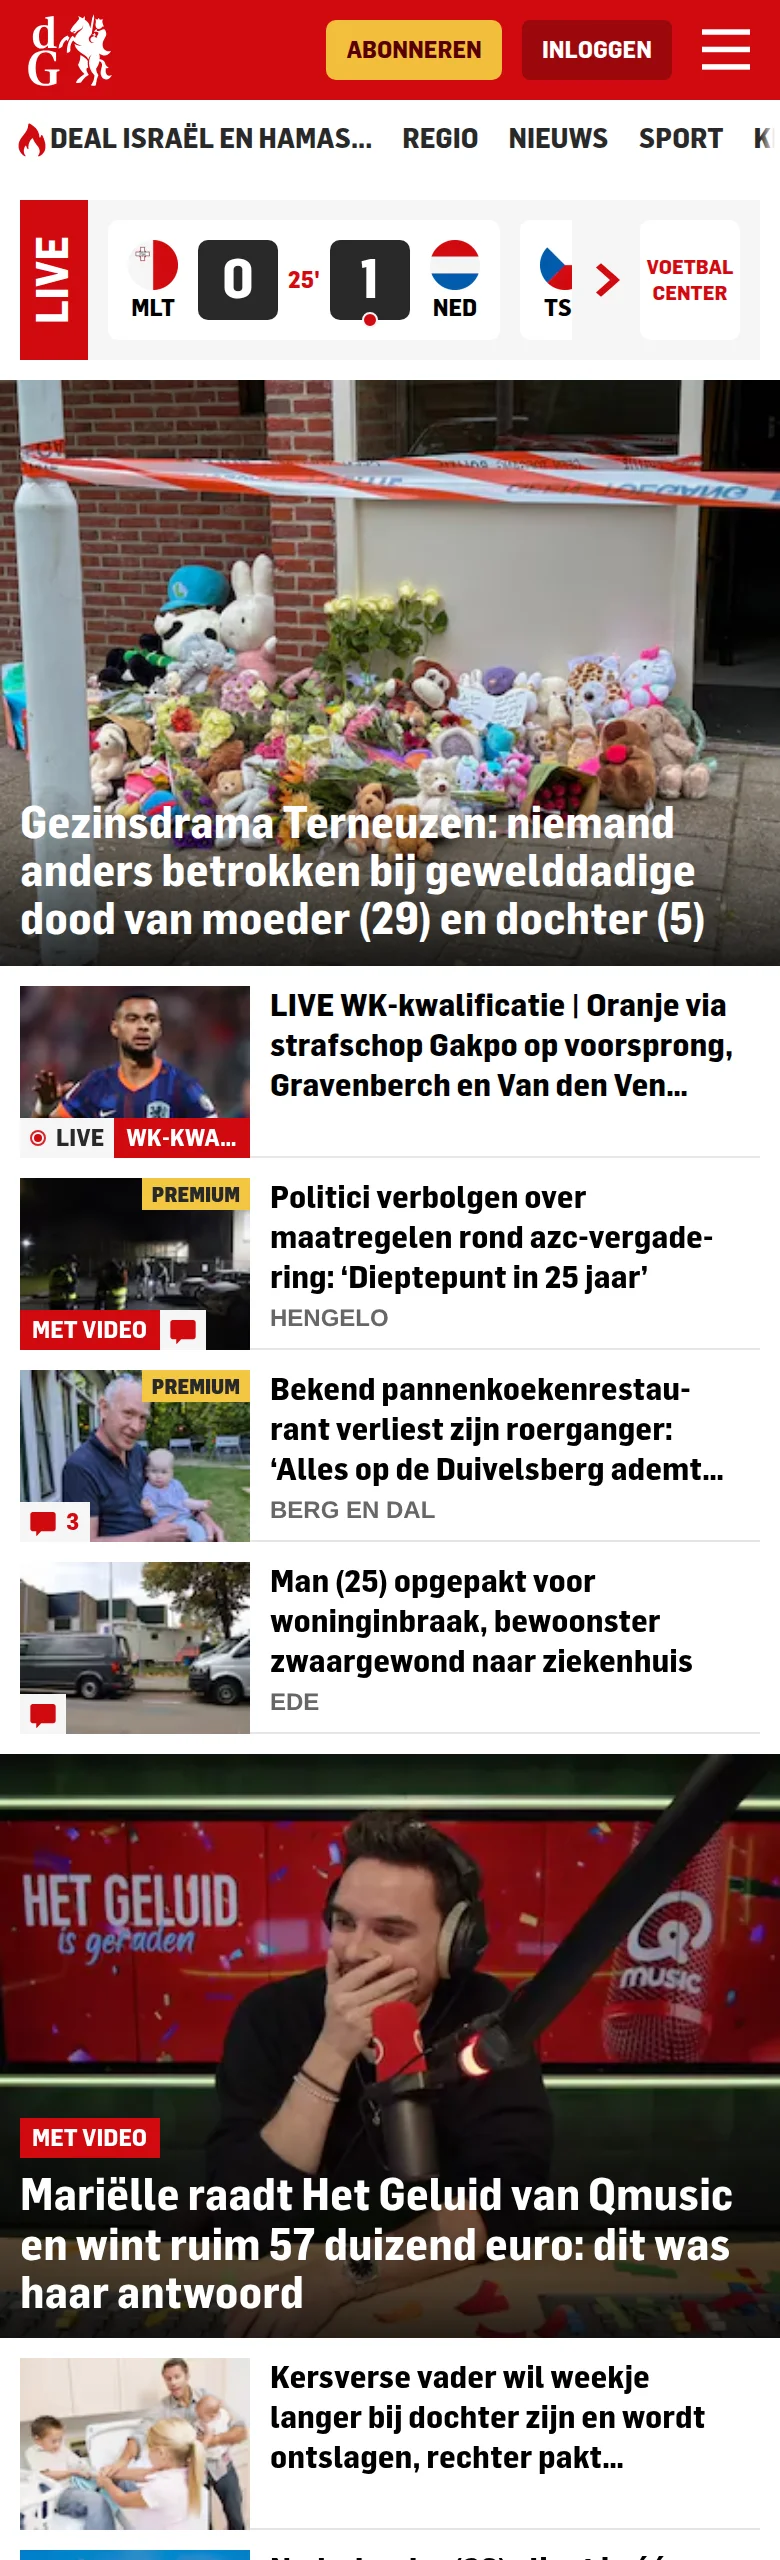 dG
ABONNEREN
INLOGGEN
DEAL ISRAËL EN HAMAS...
REGIO
NIEUWS
SPORT
LIVE
MLT
0
25'
1
NED
TS
VOETBAL
CENTER
GEEN TOEGANG
Gezinsdrama Terneuzen: niemand
anders betrokken bij gewelddadige
dood van moeder (29) en dochter (5)
LIVE WK-kwalificatie | Oranje via
strafschop Gakpo op voorsprong,
Gravenberch en Van den Ven...
LIVE
WK-KWA...
PREMIUM
Politici verbolgen over
maatregelen rond azc-vergade-
ring: ‘Dieptepunt in 25 jaar’
HENGELO
MET VIDEO
PREMIUM
Bekend pannenkoekenrestau-
rant verliest zijn roerganger:
‘Alles op de Duivelsberg ademt...
BERG EN DAL
3
Man (25) opgepakt voor
woninginbraak, bewoonster
zwaargewond naar ziekenhuis
EDE
HET GELUID
is geraden
Q
music
MET VIDEO
Mariëlle raadt Het Geluid van Qmusic
en wint ruim 57 duizend euro: dit was
haar antwoord
Kersverse vader wil weekje
langer bij dochter zijn en wordt
ontslagen, rechter pakt...